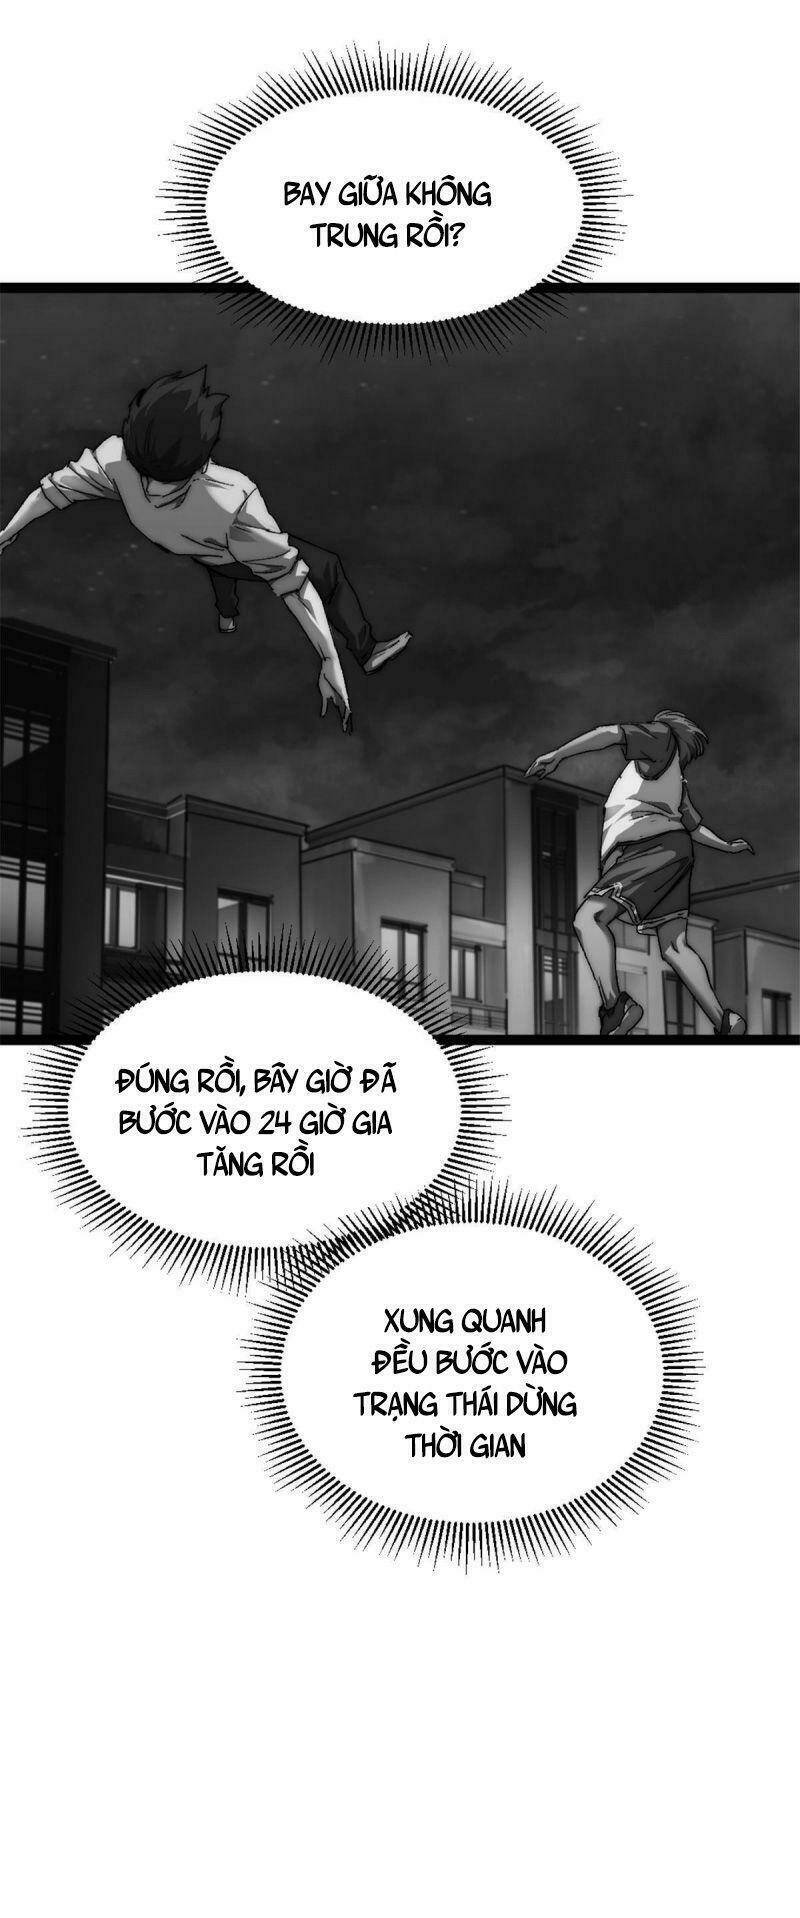 BAY GIỮA KHÔNG
TRUNG RỒI?
ĐÚNG RỒI, BÂY GIỜ ĐÃ
BƯỚC VÀO 24 GIỜ GIA
TĂNG RỒI
XUNG QUANH
ĐỀU BƯỚC VÀO
TRẠNG THÁI DỪNG
THỜI GIAN